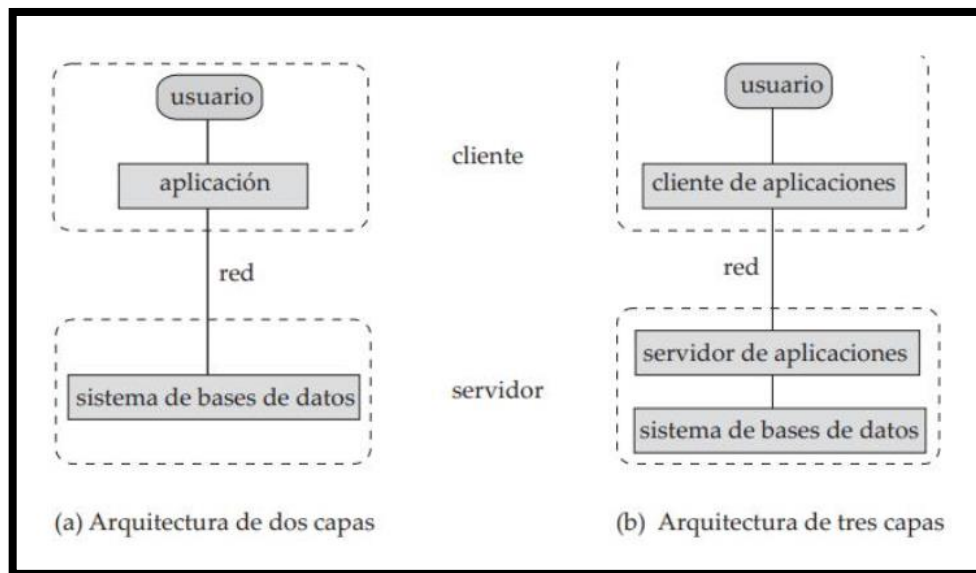 usuario
aplicación
red
sistema de bases de datos
(a) Arquitectura de dos capas
cliente
servidor
usuario
cliente de aplicaciones
red
servidor de aplicaciones
sistema de bases de datos
(b) Arquitectura de tres capas